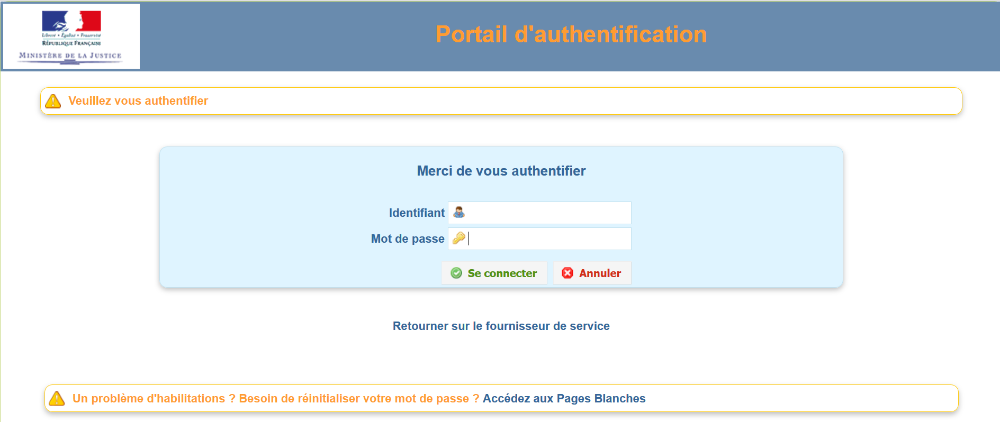 Liberté • Égalité • Fraternité
RÉPUBLIQUE FRANÇAISE
MINISTÈRE DE LA JUSTICE
Portail d'authentification
Veuillez vous authentifier
Merci de vous authentifier
Identifiant
Mot de passe
Se connecter Annuler
Retourner sur le fournisseur de service
Un problème d'habilitations ? Besoin de réinitialiser votre mot de passe ? Accédez aux Pages Blanches